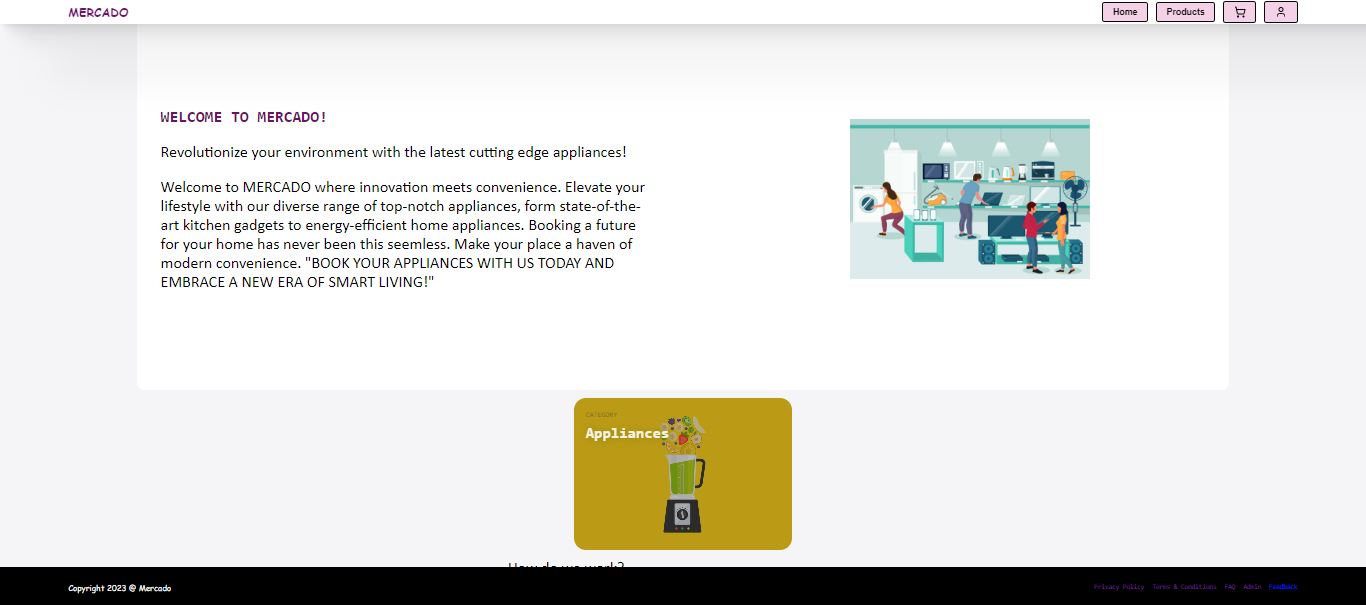 MERCADO
Home Products
WELCOME TO MERCADO!
Revolutionize your environment with the latest cutting edge appliances!
Welcome to MERCADO where innovation meets convenience. Elevate your
lifestyle with our diverse range of top-notch appliances, form state-of-the-
art kitchen gadgets to energy-efficient home appliances. Booking a future
for your home has never been this seemless. Make your place a haven of
modern convenience. "BOOK YOUR APPLIANCES WITH US TODAY AND
EMBRACE A NEW ERA OF SMART LIVING!"
CATEGORY
Appliances
How do we work?
Copyright 2023 @ Mercado
Privacy Policy Terms & Conditions FAQ Admin Feedback